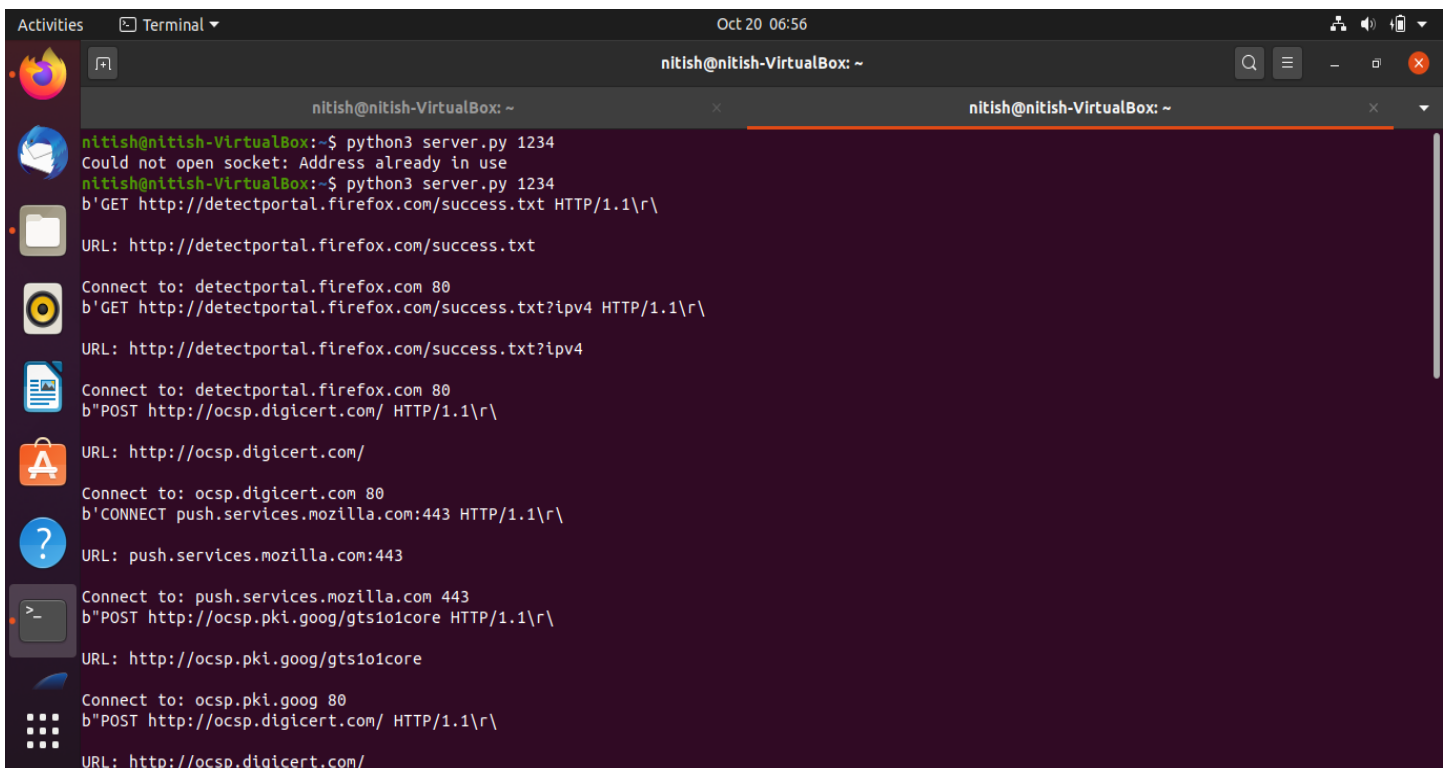 Activities
Terminal
Oct 20 06:56
nitish@nitish-VirtualBox: ~
nitish@nitish-VirtualBox: ~
nitish@nitish-VirtualBox: ~
nitish@nitish-VirtualBox:~$ python3 server.py 1234
Could not open socket: Address already in use
nitish@nitish-VirtualBox:~$ python3 server.py 1234
b'GET http://detectportal.firefox.com/success.txt HTTP/1.1\r\
URL: http://detectportal.firefox.com/success.txt
Connect to: detectportal.firefox.com 80
b'GET http://detectportal.firefox.com/success.txt?ipv4 HTTP/1.1\r\
URL: http://detectportal.firefox.com/success.txt?ipv4
Connect to: detectportal.firefox.com 80
b"POST http://ocsp.digicert.com/ HTTP/1.1\r\
URL: http://ocsp.digicert.com/
Connect to: ocsp.digicert.com 80
b'CONNECT push.services.mozilla.com:443 HTTP/1.1\r\
URL: push.services.mozilla.com:443
Connect to: push.services.mozilla.com 443
b"POST http://ocsp.pki.goog/gts1o1core HTTP/1.1\r\
URL: http://ocsp.pki.goog/gts1o1core
Connect to: ocsp.pki.goog 80
b"POST http://ocsp.digicert.com/ HTTP/1.1\r\
URL: http://ocsp.digicert.com/